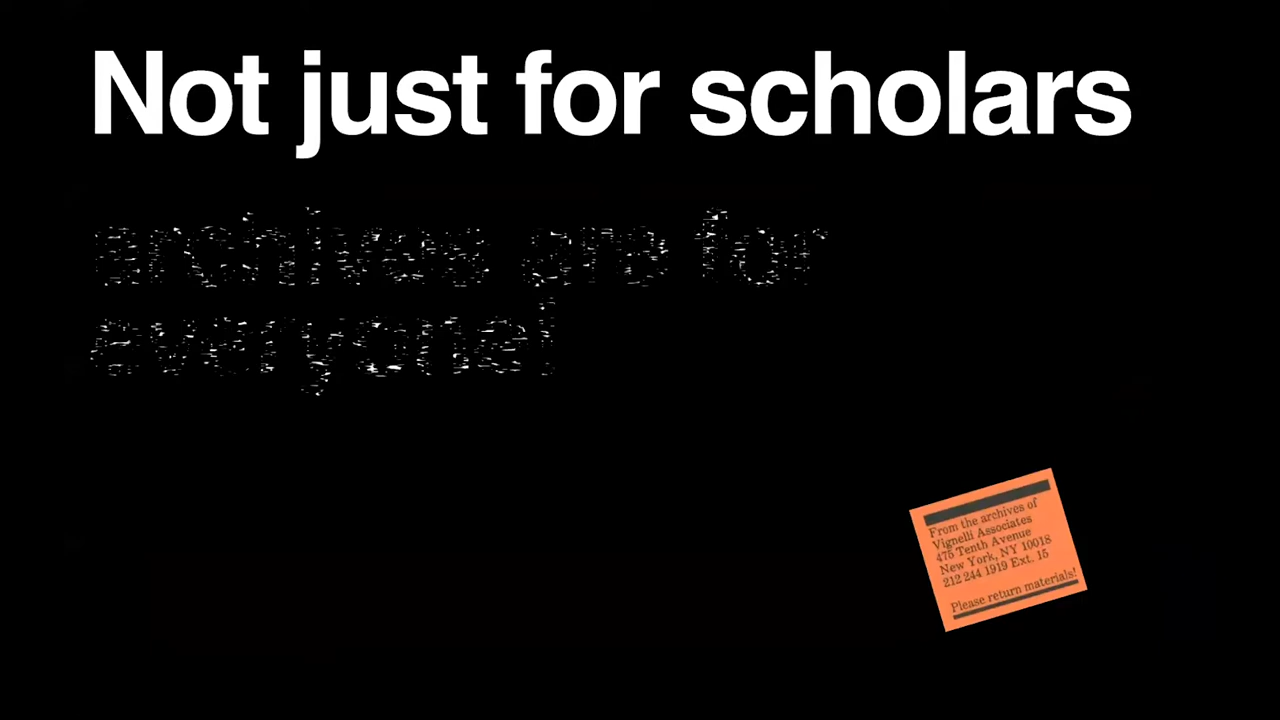 Not just for scholars
archives are for
everyone!
From the archives of
Vignelli Associates
475 Tenth Avenue
New York, NY 10018
212 244 1919 Ext. 15
Please return materials!